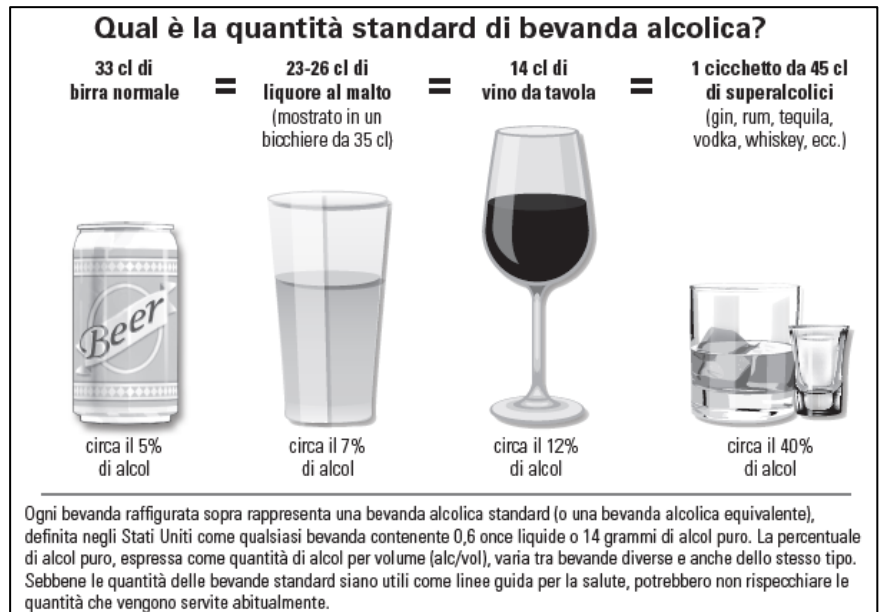 Qual è la quantità standard di bevanda alcolica?
33 cl di
birra normale
=
23-26 cl di
liquore al malto
(mostrato in un
bicchiere da 35 cl)
=
14 cl di
vino da tavola
=
1 cicchetto da 45 cl
di superalcolici
(gin, rum, tequila,
vodka, whiskey, ecc.)
Beer
circa il 5%
di alcol
circa il 7%
di alcol
circa il 12%
di alcol
circa il 40%
di alcol
Ogni bevanda raffigurata sopra rappresenta una bevanda alcolica standard (o una bevanda alcolica equivalente),
definita negli Stati Uniti come qualsiasi bevanda contenente 0,6 once liquide o 14 grammi di alcol puro. La percentuale
di alcol puro, espressa come quantità di alcol per volume (alc/vol), varia tra bevande diverse e anche dello stesso tipo.
Sebbene le quantità delle bevande standard siano utili come linee guida per la salute, potrebbero non rispecchiare le
quantità che vengono servite abitualmente.